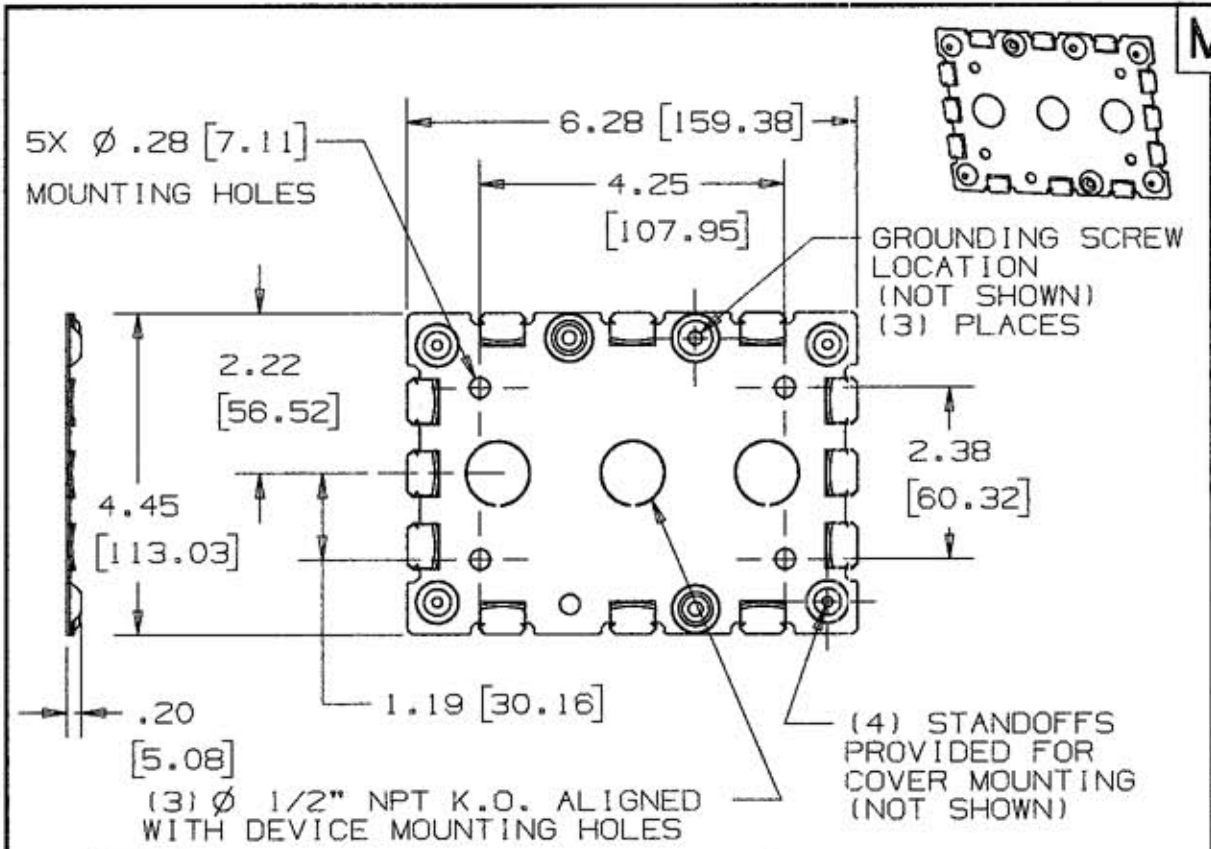 M
6.28 [159.38]
5X Ø .28 [7.11]
MOUNTING HOLES
4.25
[107.95]
GROUNDING SCREW
LOCATION
(NOT SHOWN)
(3) PLACES
2.22
[56.52]
2.38
[60.32]
4.45
[113.03]
1.19 [30.16]
.20
[5.08]
(4) STANDOFFS
PROVIDED FOR
COVER MOUNTING
(NOT SHOWN)
(3) Ø 1/2" NPT K.O. ALIGNED
WITH DEVICE MOUNTING HOLES